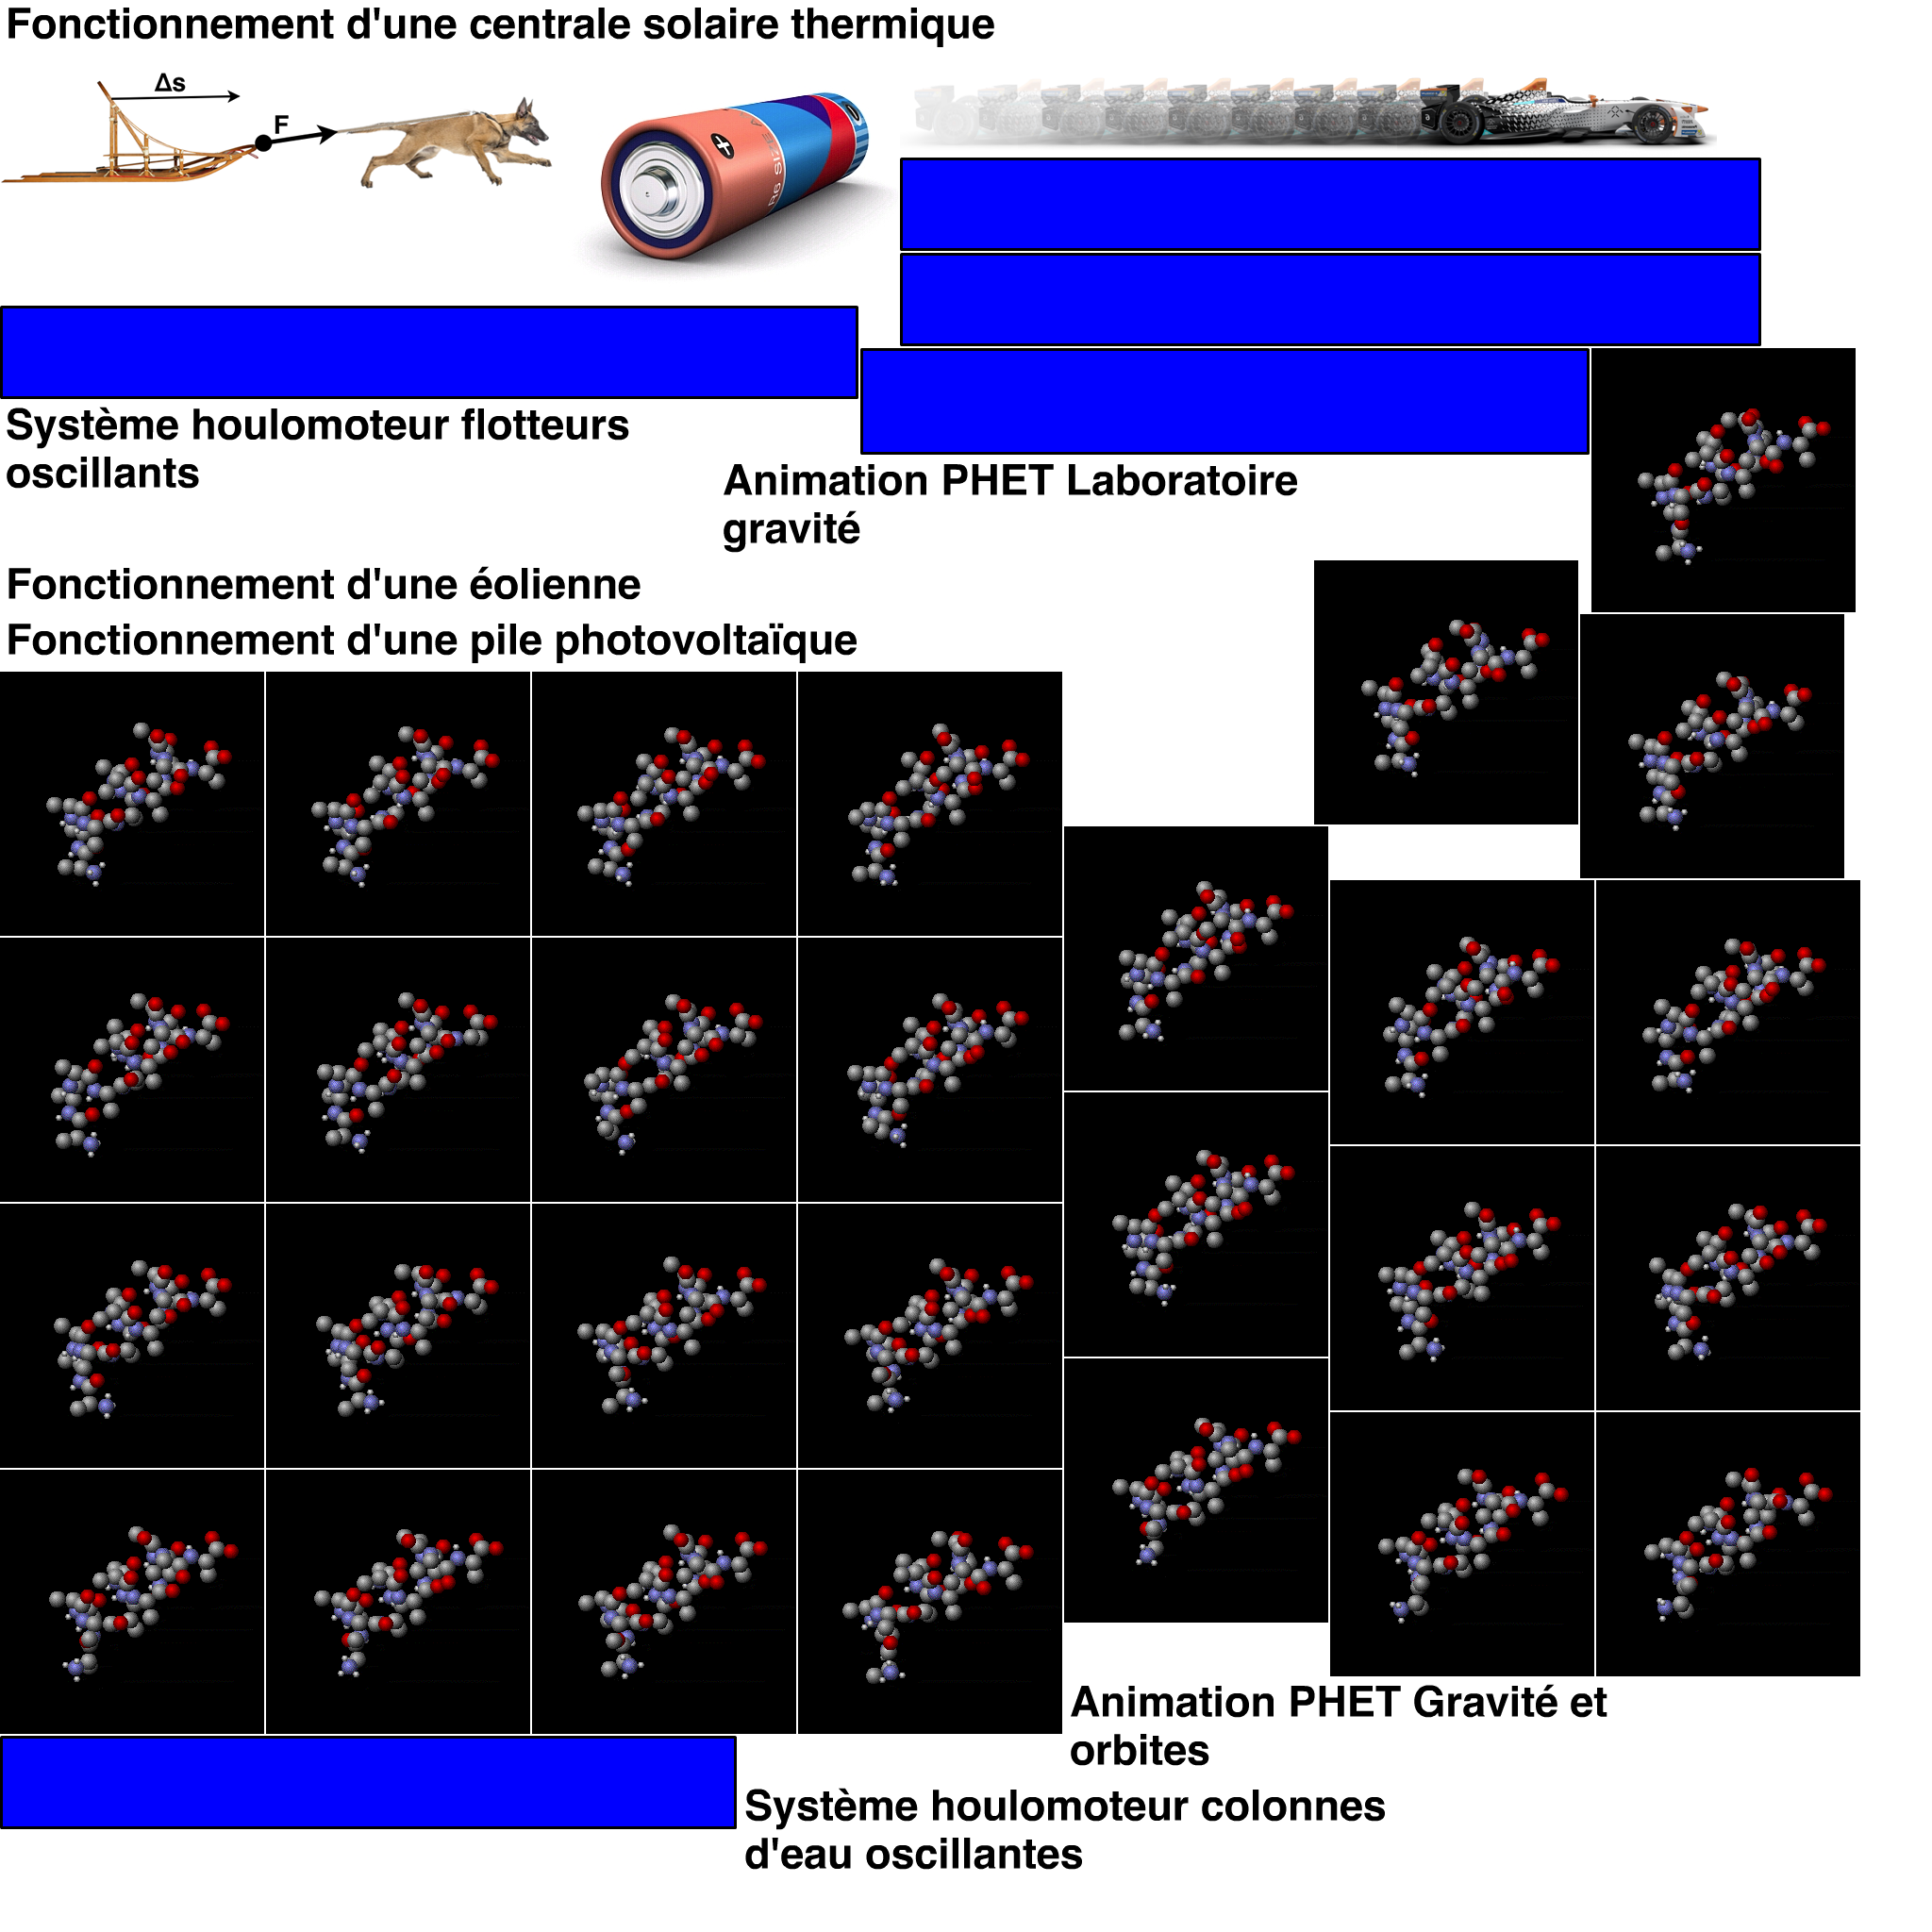 Fonctionnement d'une centrale solaire thermique
Δs
F
+
R6 SIZE
Système houlomoteur flotteurs
oscillants
Animation PHET Laboratoire
gravité
Fonctionnement d'une éolienne
Fonctionnement d'une pile photovoltaïque
Animation PHET Gravité et
orbites
Système houlomoteur colonnes
d'eau oscillantes